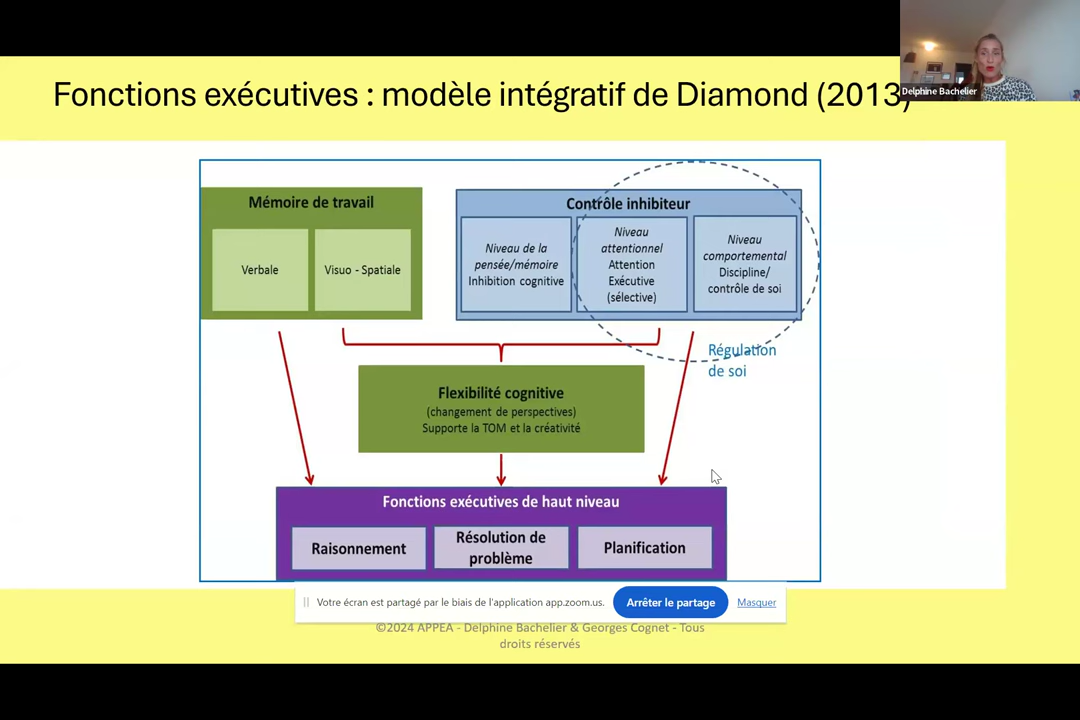 Fonctions exécutives : modèle intégratif de Diamond (2013)
Delphine Bachelier
Mémoire de travail
Verbale
Visuo - Spatiale
Contrôle inhibiteur
Niveau de la
pensée/mémoire
Inhibition cognitive
Niveau
attentionnel
Attention
Exécutive
(sélective)
Niveau
comportemental
Discipline/
contrôle de soi
Régulation
de soi
Flexibilité cognitive
(changement de perspectives)
Supporte la TOM et la créativité
Fonctions exécutives de haut niveau
Raisonnement
Résolution de
problème
Planification
Votre écran est partagé par le biais de l'application app.zoom.us.
Arrêter le partage
Masquer
©2024 APPEA - Delphine Bachelier & Georges Cognet - Tous
droits réservés